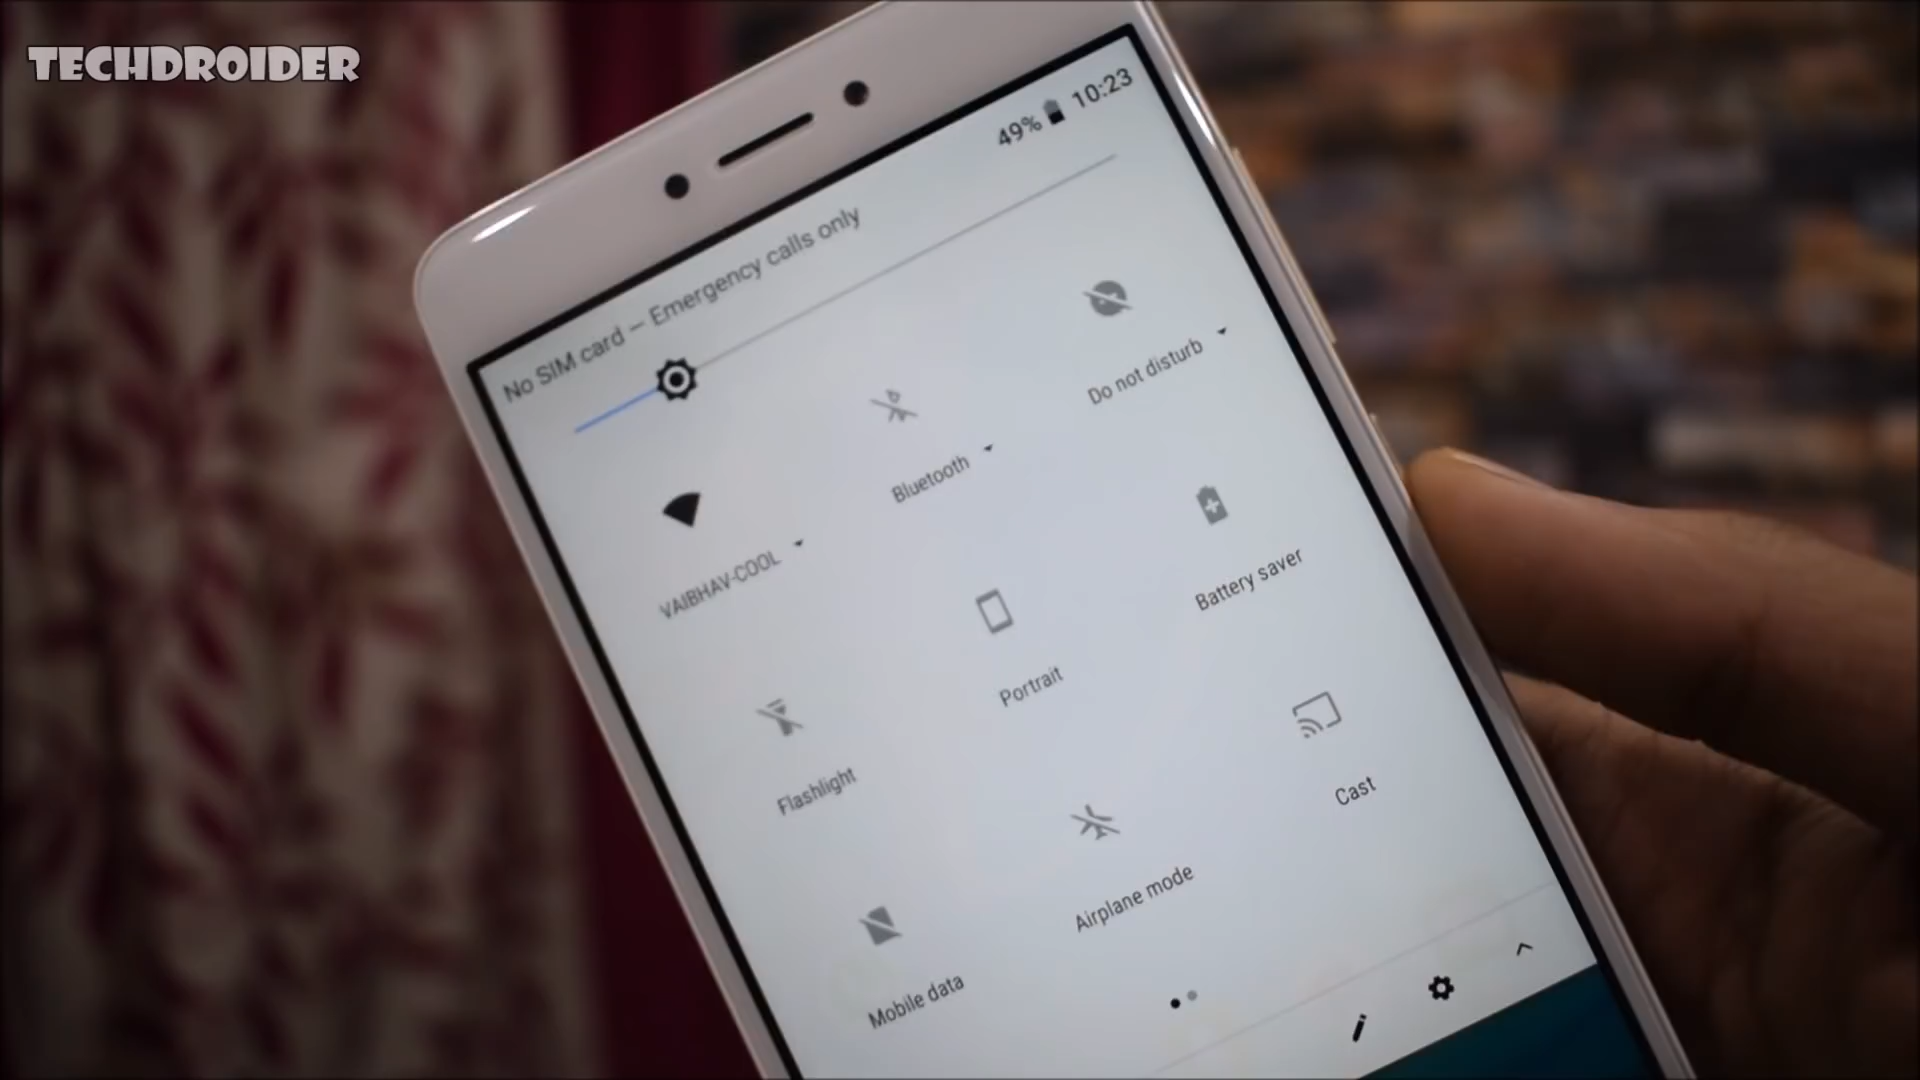 TECHDROIDER
49% 10:23
No SIM card — Emergency calls only
VAIBHAV-COOL
Bluetooth
Do not disturb
Flashlight
Portrait
Battery saver
Mobile data
Airplane mode
Cast